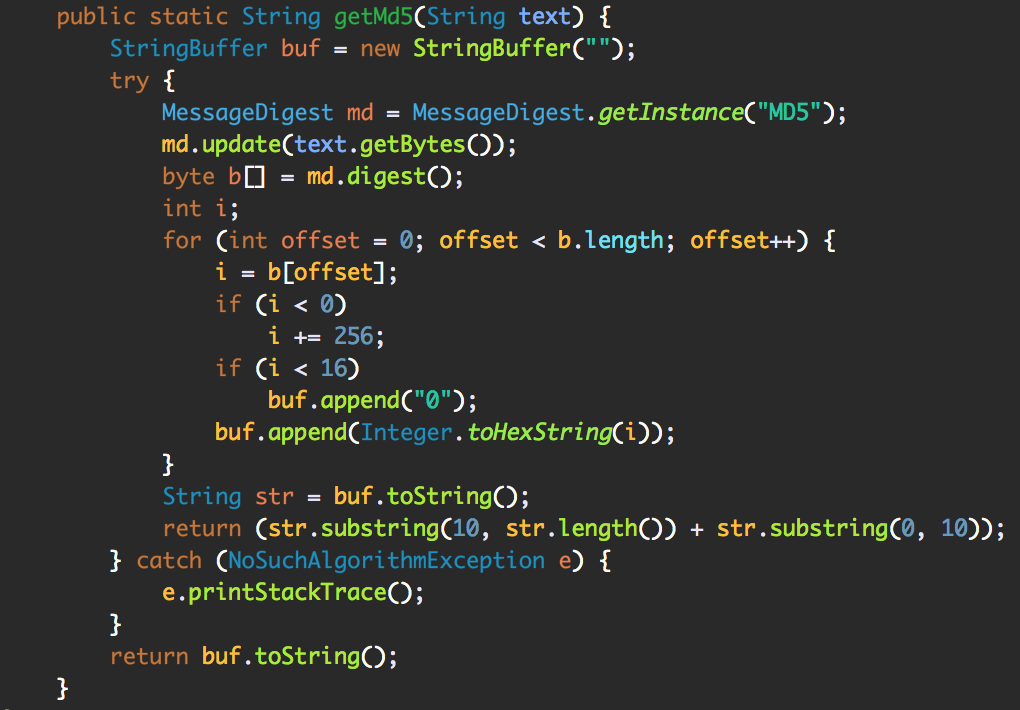 public static String getMd5(String text) {
    StringBuffer buf = new StringBuffer("");
    try {
        MessageDigest md = MessageDigest.getInstance("MD5");
        md.update(text.getBytes());
        byte b[] = md.digest();
        int i;
        for (int offset = 0; offset < b.length; offset++) {
            i = b[offset];
            if (i < 0)
                i += 256;
            if (i < 16)
                buf.append("0");
            buf.append(Integer.toHexString(i));
        }
        String str = buf.toString();
        return (str.substring(10, str.length()) + str.substring(0, 10));
    } catch (NoSuchAlgorithmException e) {
        e.printStackTrace();
    }
    return buf.toString();
}